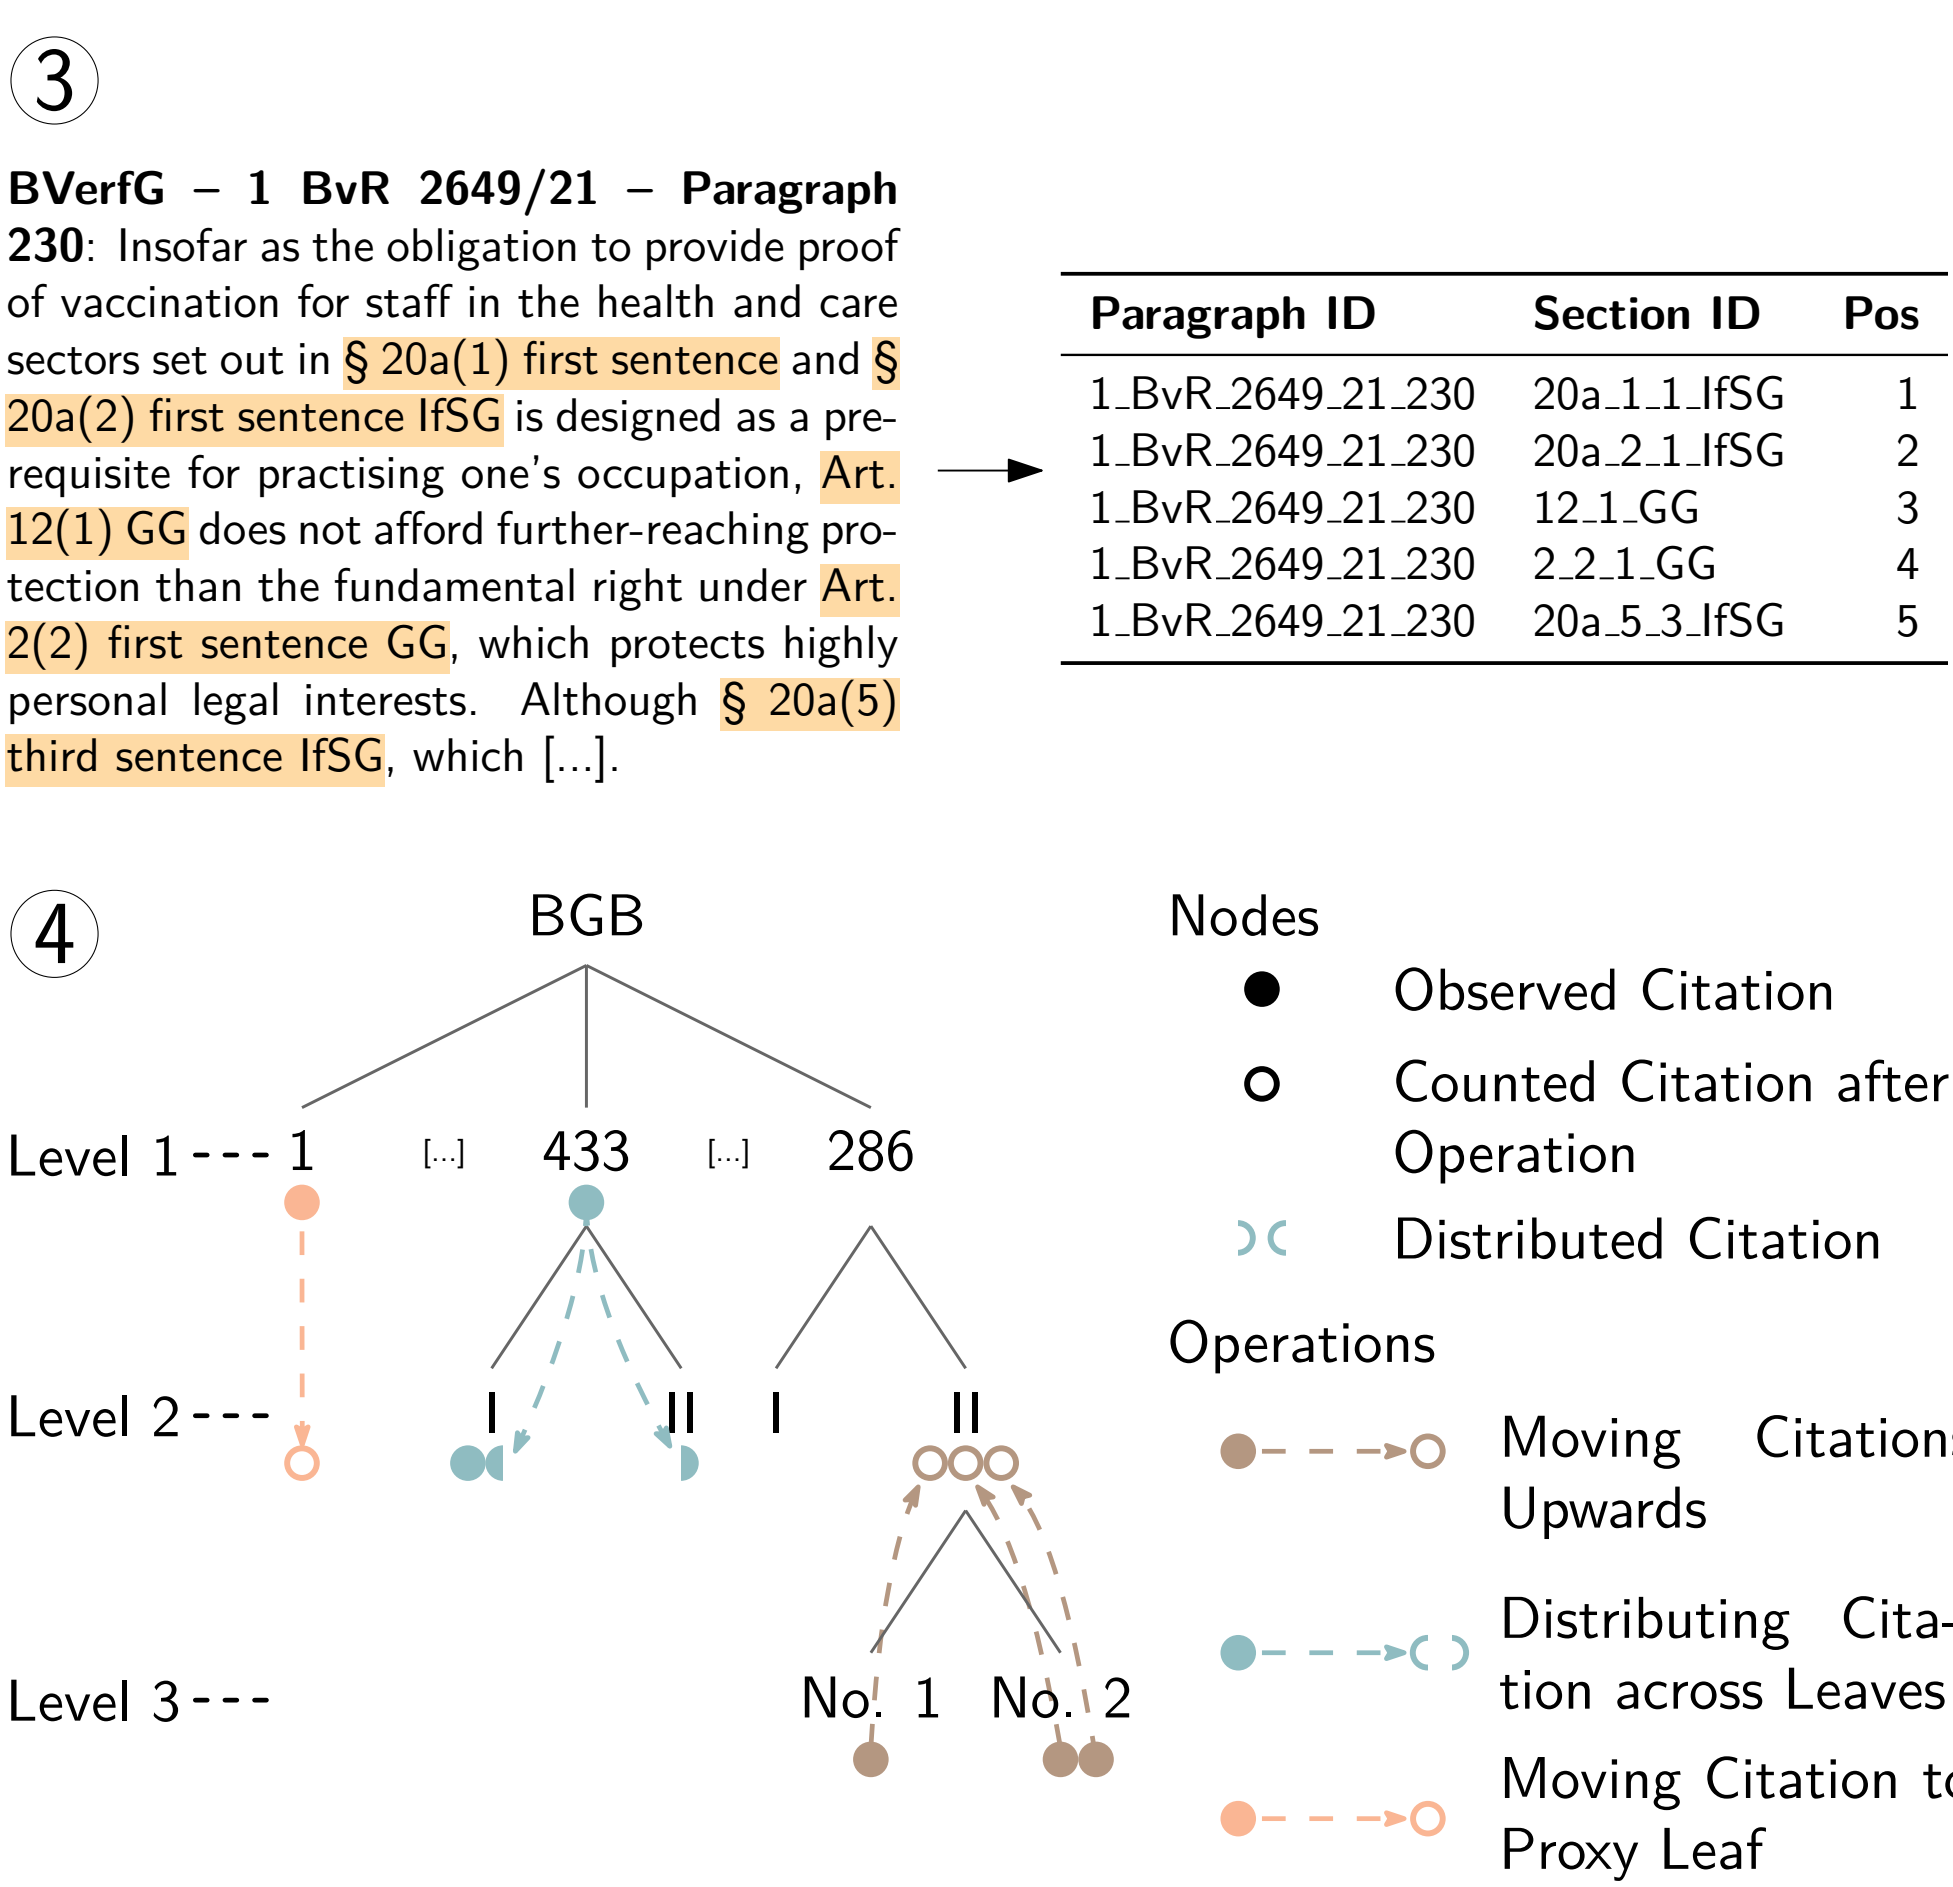 3
BVerfG – 1 BvR 2649/21 – Paragraph
230: Insofar as the obligation to provide proof
of vaccination for staff in the health and care
sectors set out in § 20a(1) first sentence and §
20a(2) first sentence IfSG is designed as a pre-
requisite for practising one's occupation, Art.
12(1) GG does not afford further-reaching pro-
tection than the fundamental right under Art.
2(2) first sentence GG, which protects highly
personal legal interests. Although § 20a(5)
third sentence IfSG, which [...].
Paragraph ID Section ID Pos
1_BvR_2649_21_230 20a_1_1_IfSG 1
1_BvR_2649_21_230 20a_2_1_IfSG 2
1_BvR_2649_21_230 12_1_GG 3
1_BvR_2649_21_230 2_2_1_GG 4
1_BvR_2649_21_230 20a_5_3_IfSG 5
4
BGB
Level 1 1 [...] 433 [...] 286
Level 2 I II I II
Level 3 No. 1 No. 2
Nodes
Observed Citation
Counted Citation after
Operation
Distributed Citation
Operations
Moving Citations
Upwards
Distributing Cita-
tion across Leaves
Moving Citation to
Proxy Leaf